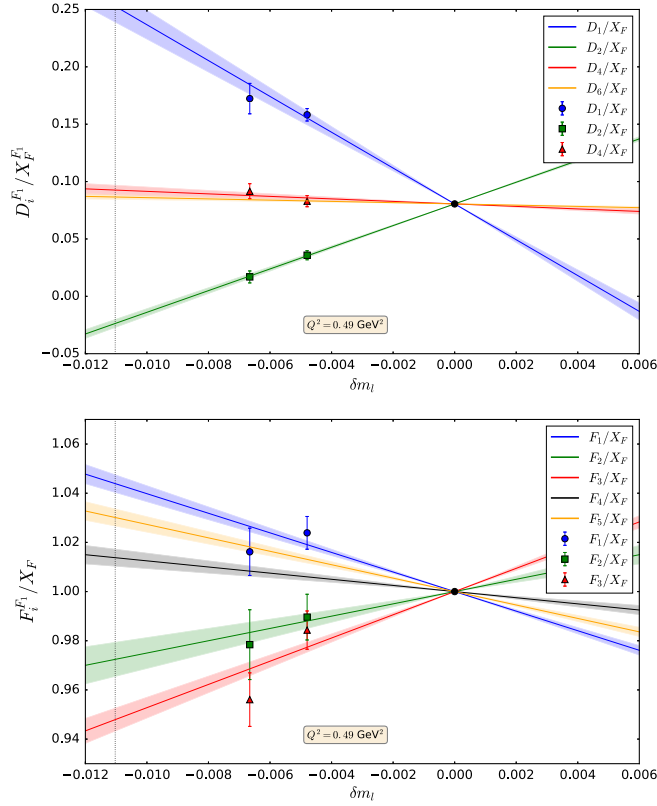 0.25
0.20
0.15
0.10
0.05
0.00
−0.05
D_i^{F_1}/X_F^{F_1}
D_1/X_F
D_2/X_F
D_4/X_F
D_6/X_F
D_1/X_F
D_2/X_F
D_4/X_F
Q^2 = 0.49 GeV^2
−0.012 −0.010 −0.008 −0.006 −0.004 −0.002 0.000 0.002 0.004 0.006
δm_l
1.06
1.04
1.02
1.00
0.98
0.96
0.94
F_i^{F_1}/X_F
F_1/X_F
F_2/X_F
F_3/X_F
F_4/X_F
F_5/X_F
F_1/X_F
F_2/X_F
F_3/X_F
Q^2 = 0.49 GeV^2
−0.012 −0.010 −0.008 −0.006 −0.004 −0.002 0.000 0.002 0.004 0.006
δm_l